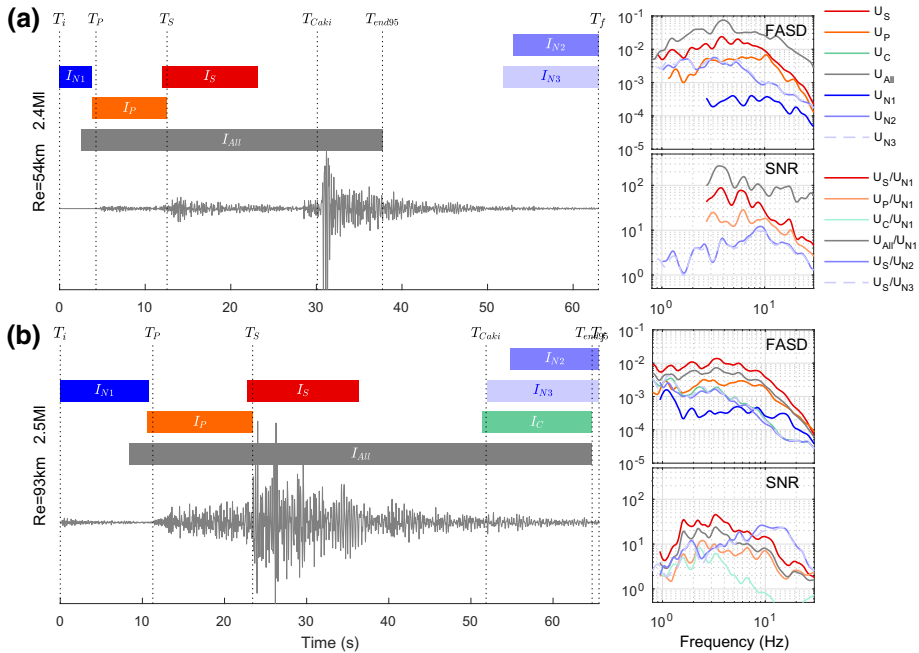 (a)
T_i T_P T_S T_Caki T_end95 T_f
I_N2
I_N1 I_S I_N3
I_P
I_All
Re=54km 2.4Ml
0 10 20 30 40 50 60
FASD
10^-1
10^-2
10^-3
10^-4
10^-5
SNR
10^2
10^1
10^0
10^0 10^1
U_S
U_P
U_C
U_All
U_N1
U_N2
U_N3
U_S/U_N1
U_P/U_N1
U_C/U_N1
U_All/U_N1
U_S/U_N2
U_S/U_N3
(b)
T_i T_P T_S T_Caki T_end95 T_f
I_N2
I_N1 I_S I_N3
I_P I_C
I_All
Re=93km 2.5Ml
0 10 20 30 40 50 60
Time (s)
FASD
10^-1
10^-2
10^-3
10^-4
10^-5
SNR
10^2
10^1
10^0
10^0 10^1
Frequency (Hz)